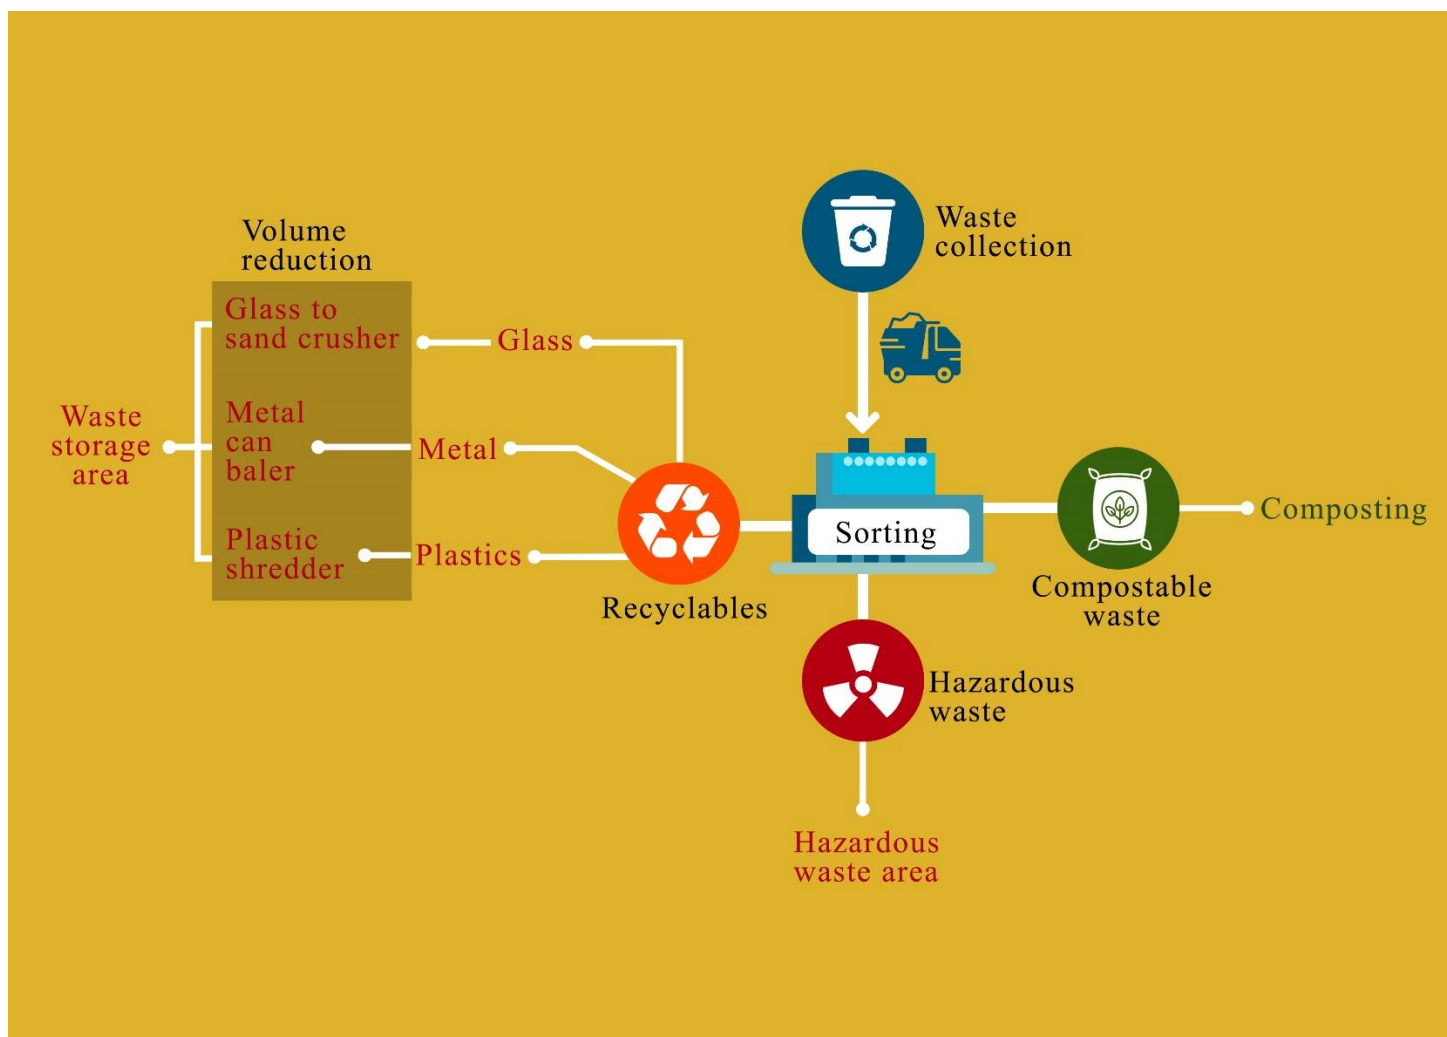 Waste
collection
Volume
reduction
Glass to
sand crusher
Glass
Metal
can
baler
Metal
Waste
storage
area
Plastic
shredder
Plastics
Recyclables
Sorting
Composting
Compostable
waste
Hazardous
waste
Hazardous
waste area